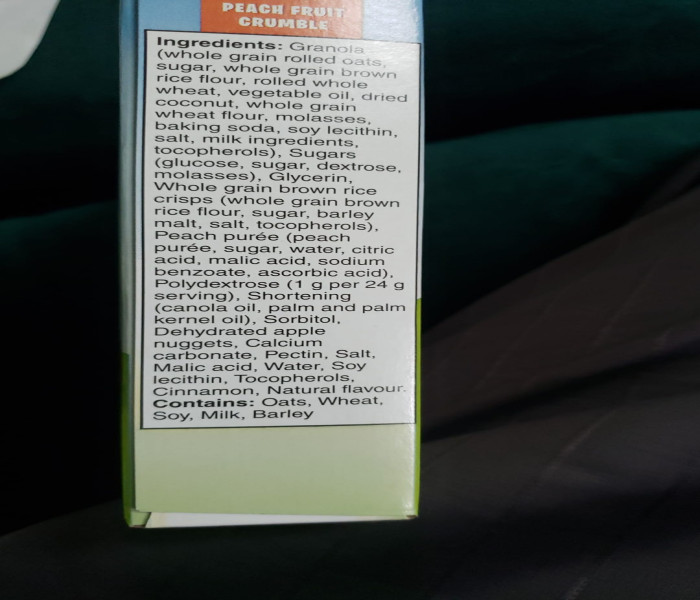 PEACH FRUIT
CRUMBLE
Ingredients: Granola
(whole grain rolled oats,
sugar, whole grain brown
rice flour, rolled whole
wheat, vegetable oil, dried
coconut, whole grain
wheat flour, molasses,
baking soda, soy lecithin,
salt, milk ingredients,
tocopherols), Sugars
(glucose, sugar, dextrose,
molasses), Glycerin,
Whole grain brown rice
crisps (whole grain brown
rice flour, sugar, barley
malt, salt, tocopherols),
Peach purée (peach
purée, sugar, water, citric
acid, malic acid, sodium
benzoate, ascorbic acid),
Polydextrose (1 g per 24 g
serving), Shortening
(canola oil, palm and palm
kernel oil), Sorbitol,
Dehydrated apple
nuggets, Calcium
carbonate, Pectin, Salt,
Malic acid, Water, Soy
lecithin, Tocopherols,
Cinnamon, Natural flavour.
Contains: Oats, Wheat,
Soy, Milk, Barley